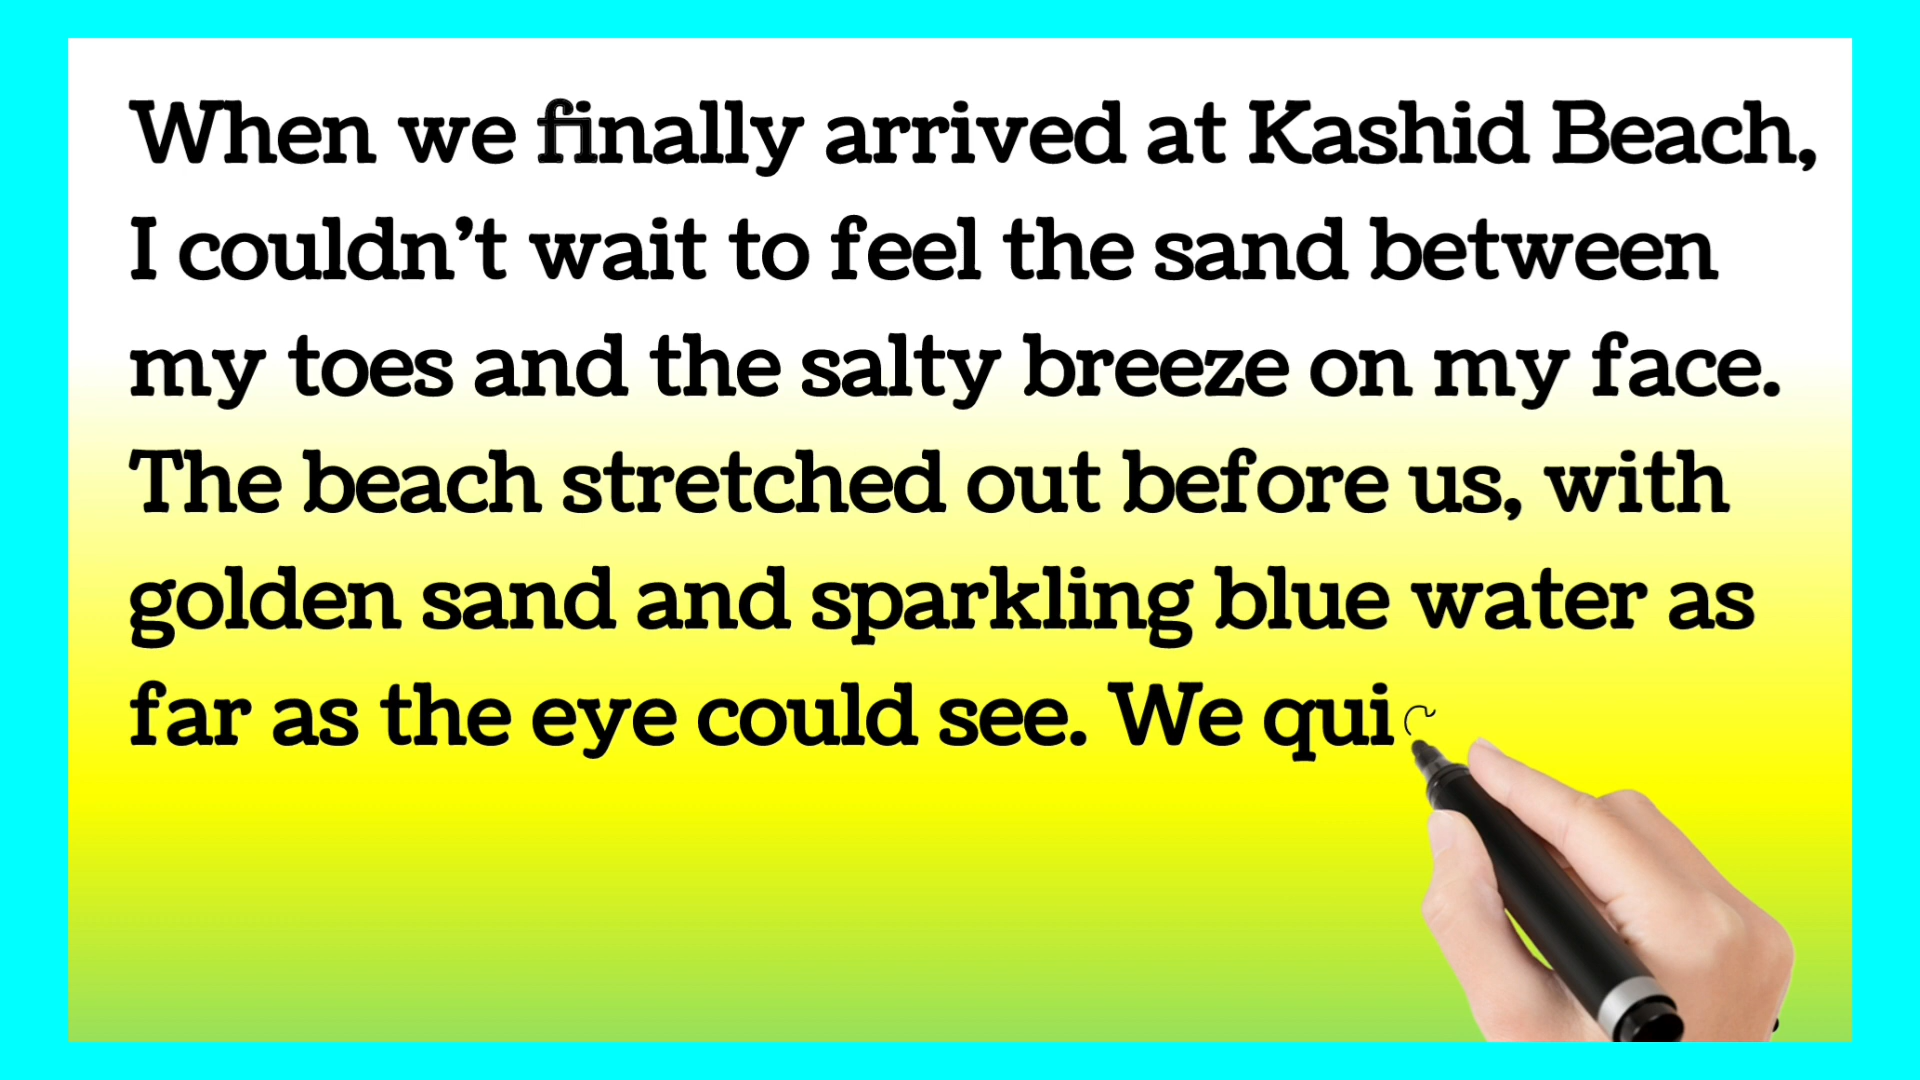 When we finally arrived at Kashid Beach,
I couldn’t wait to feel the sand between
my toes and the salty breeze on my face.
The beach stretched out before us, with
golden sand and sparkling blue water as
far as the eye could see. We qui